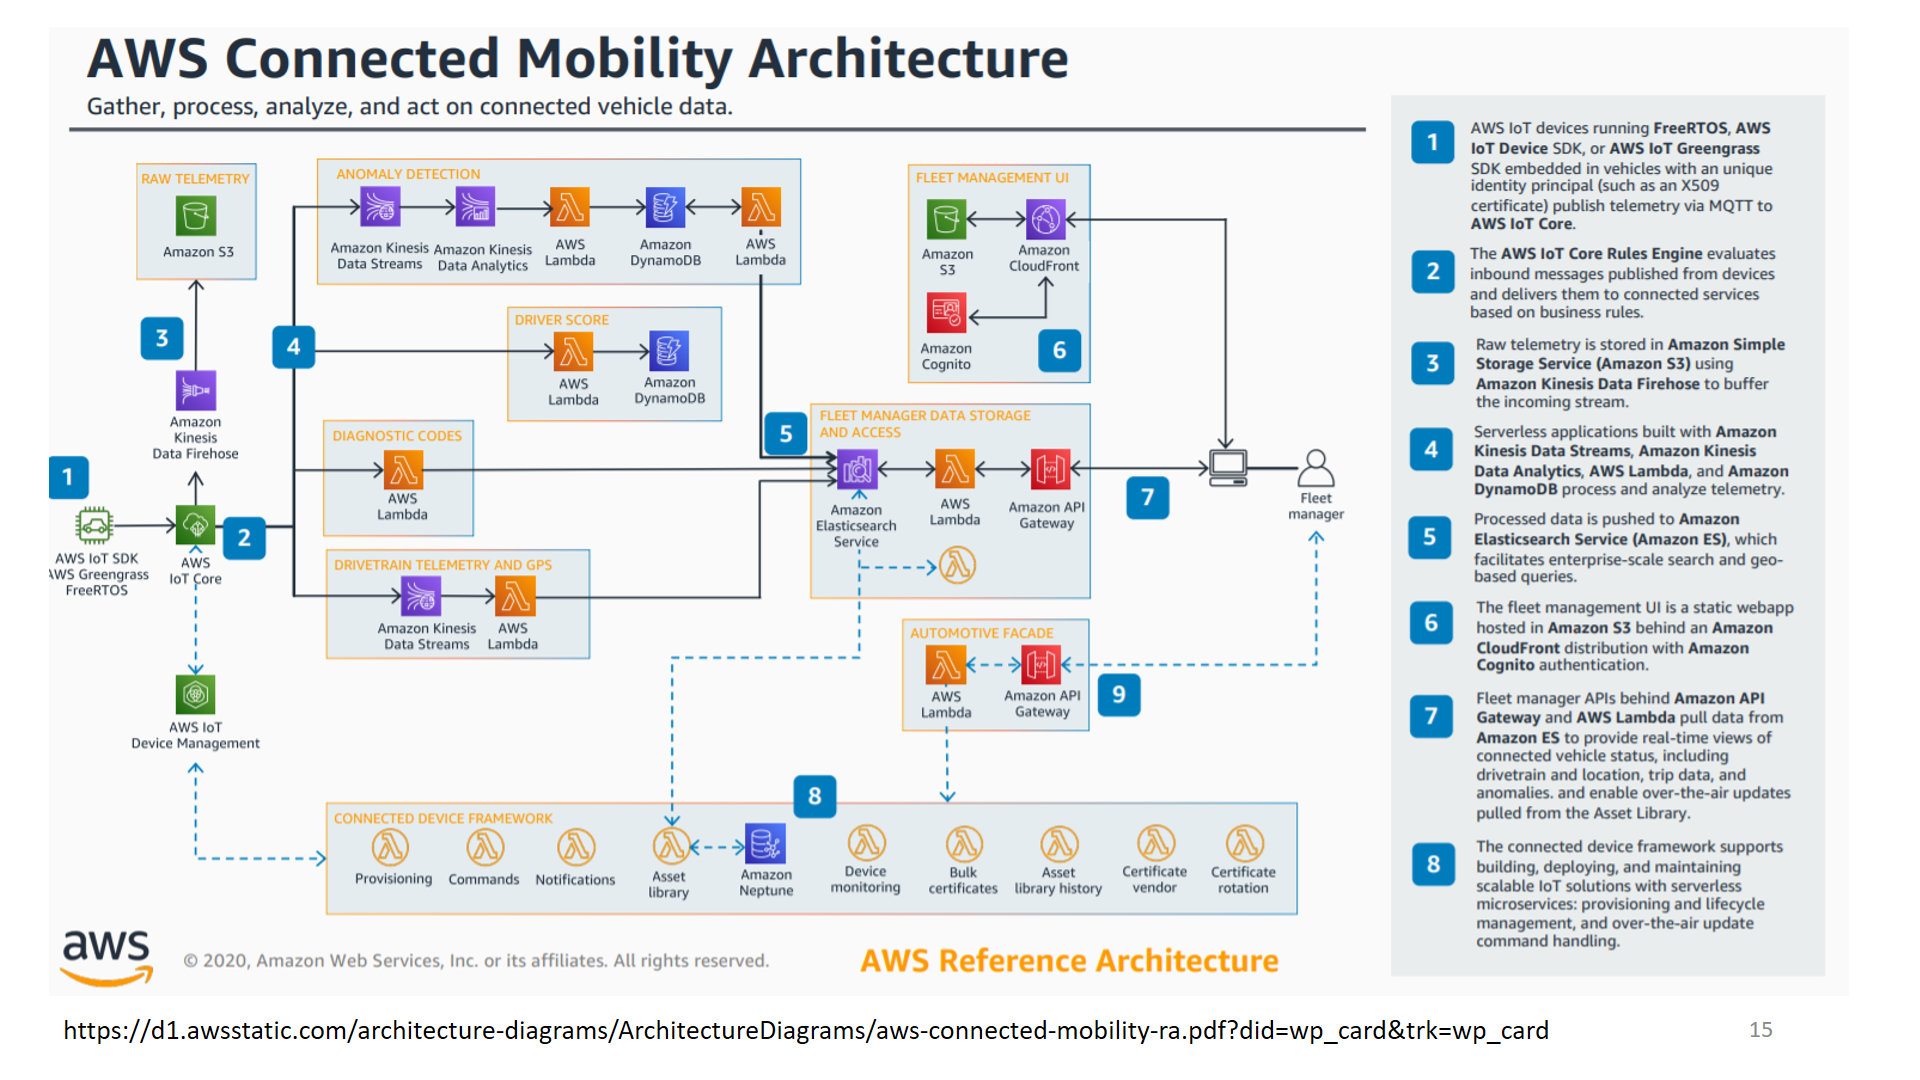 AWS Connected Mobility Architecture
Gather, process, analyze, and act on connected vehicle data.
RAW TELEMETRY
Amazon S3
3
Amazon
Kinesis
Data Firehose
1
AWS IoT SDK
AWS Greengrass
FreeRTOS
AWS
IoT Core
2
AWS IoT
Device Management
4
ANOMALY DETECTION
Amazon Kinesis
Data Streams
Amazon Kinesis
Data Analytics
AWS
Lambda
Amazon
DynamoDB
AWS
Lambda
DRIVER SCORE
AWS
Lambda
Amazon
DynamoDB
DIAGNOSTIC CODES
AWS
Lambda
DRIVETRAIN TELEMETRY AND GPS
Amazon Kinesis
Data Streams
AWS
Lambda
FLEET MANAGEMENT UI
Amazon
S3
Amazon
CloudFront
Amazon
Cognito
6
5
FLEET MANAGER DATA STORAGE
AND ACCESS
Amazon
Elasticsearch
Service
AWS
Lambda
Amazon API
Gateway
7
Fleet
manager
AUTOMOTIVE FACADE
AWS
Lambda
Amazon API
Gateway
9
8
CONNECTED DEVICE FRAMEWORK
Provisioning
Commands
Notifications
Asset
library
Amazon
Neptune
Device
monitoring
Bulk
certificates
Asset
library history
Certificate
vendor
Certificate
rotation
1
AWS IoT devices running FreeRTOS, AWS
IoT Device SDK, or AWS IoT Greengrass
SDK embedded in vehicles with an unique
identity principal (such as an X509
certificate) publish telemetry via MQTT to
AWS IoT Core.
2
The AWS IoT Core Rules Engine evaluates
inbound messages published from devices
and delivers them to connected services
based on business rules.
3
Raw telemetry is stored in Amazon Simple
Storage Service (Amazon S3) using
Amazon Kinesis Data Firehose to buffer
the incoming stream.
4
Serverless applications built with Amazon
Kinesis Data Streams, Amazon Kinesis
Data Analytics, AWS Lambda, and Amazon
DynamoDB process and analyze telemetry.
5
Processed data is pushed to Amazon
Elasticsearch Service (Amazon ES), which
facilitates enterprise-scale search and geo-
based queries.
6
The fleet management UI is a static webapp
hosted in Amazon S3 behind an Amazon
CloudFront distribution with Amazon
Cognito authentication.
7
Fleet manager APIs behind Amazon API
Gateway and AWS Lambda pull data from
Amazon ES to provide real-time views of
connected vehicle status, including
drivetrain and location, trip data, and
anomalies. and enable over-the-air updates
pulled from the Asset Library.
8
The connected device framework supports
building, deploying, and maintaining
scalable IoT solutions with serverless
microservices: provisioning and lifecycle
management, and over-the-air update
command handling.
aws
© 2020, Amazon Web Services, Inc. or its affiliates. All rights reserved.
AWS Reference Architecture
https://d1.awsstatic.com/architecture-diagrams/ArchitectureDiagrams/aws-connected-mobility-ra.pdf?did=wp_card&trk=wp_card
15